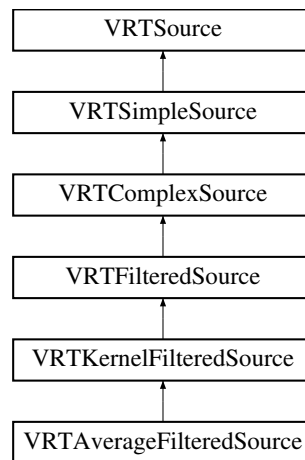 VRTSource
VRTSimpleSource
VRTComplexSource
VRTFilteredSource
VRTKernelFilteredSource
VRTAverageFilteredSource